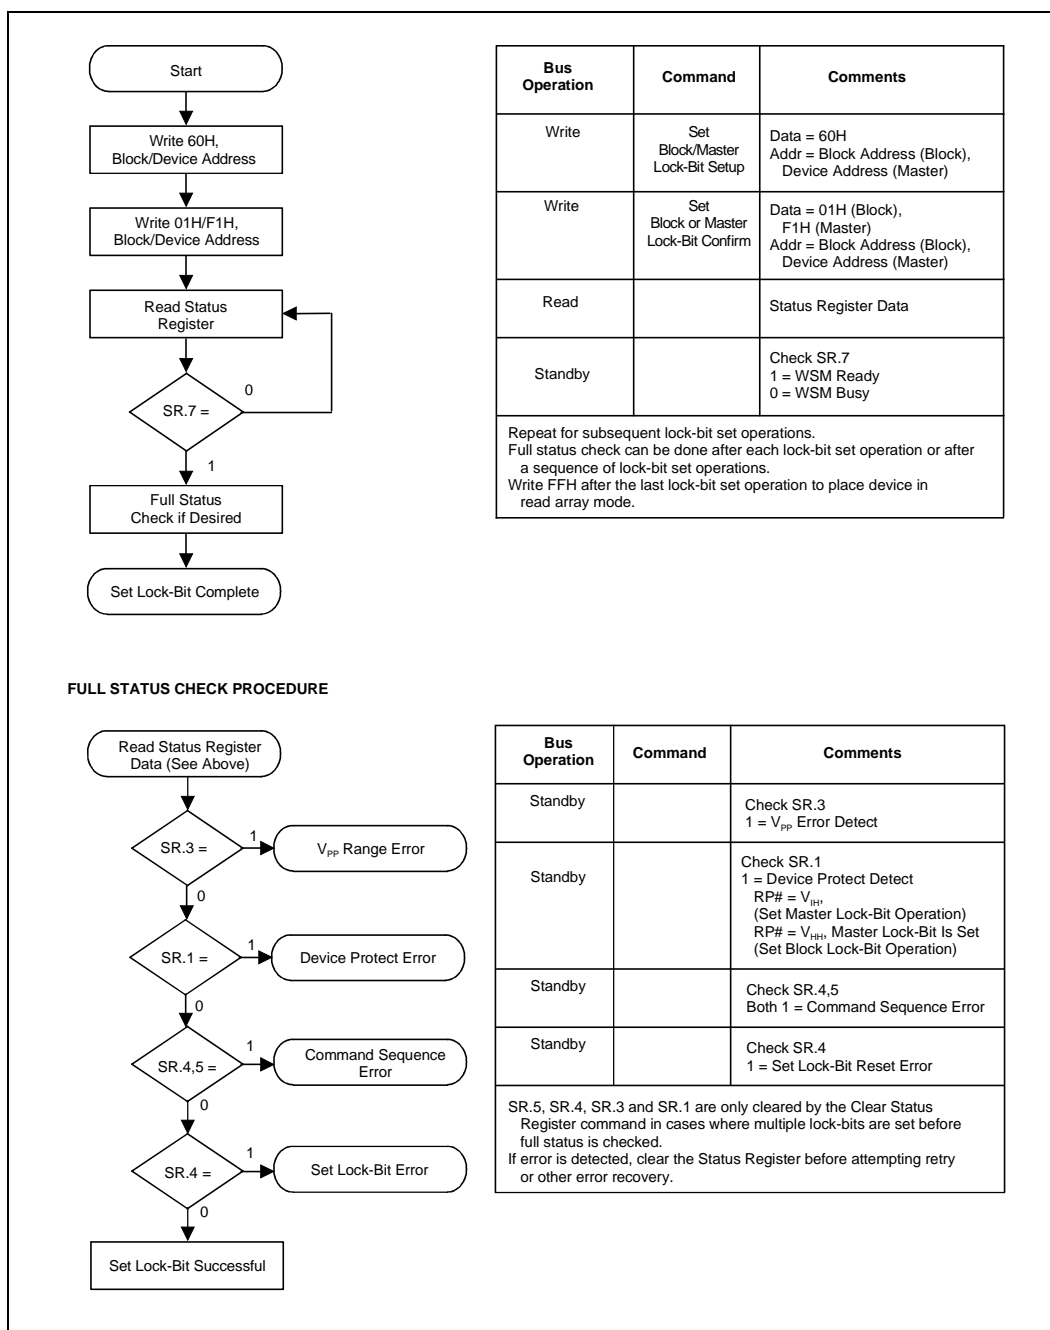 Start
Write 60H,
Block/Device Address
Write 01H/F1H,
Block/Device Address
Read Status
Register
0
SR.7 =
1
Full Status
Check if Desired
Set Lock-Bit Complete
Bus
Operation
Command
Comments
Write
Set
Block/Master
Lock-Bit Setup
Data = 60H
Addr = Block Address (Block),
Device Address (Master)
Write
Set
Block or Master
Lock-Bit Confirm
Data = 01H (Block),
F1H (Master)
Addr = Block Address (Block),
Device Address (Master)
Read
Status Register Data
Standby
Check SR.7
1 = WSM Ready
0 = WSM Busy
Repeat for subsequent lock-bit set operations.
Full status check can be done after each lock-bit set operation or after
a sequence of lock-bit set operations.
Write FFH after the last lock-bit set operation to place device in
read array mode.
FULL STATUS CHECK PROCEDURE
Read Status Register
Data (See Above)
SR.3 =
1
VPP Range Error
0
SR.1 =
1
Device Protect Error
0
SR.4,5 =
1
Command Sequence
Error
0
SR.4 =
1
Set Lock-Bit Error
0
Set Lock-Bit Successful
Bus
Operation
Command
Comments
Standby
Check SR.3
1 = VPP Error Detect
Standby
Check SR.1
1 = Device Protect Detect
RP# = VIH,
(Set Master Lock-Bit Operation)
RP# = VHH, Master Lock-Bit Is Set
(Set Block Lock-Bit Operation)
Standby
Check SR.4,5
Both 1 = Command Sequence Error
Standby
Check SR.4
1 = Set Lock-Bit Reset Error
SR.5, SR.4, SR.3 and SR.1 are only cleared by the Clear Status
Register command in cases where multiple lock-bits are set before
full status is checked.
If error is detected, clear the Status Register before attempting retry
or other error recovery.